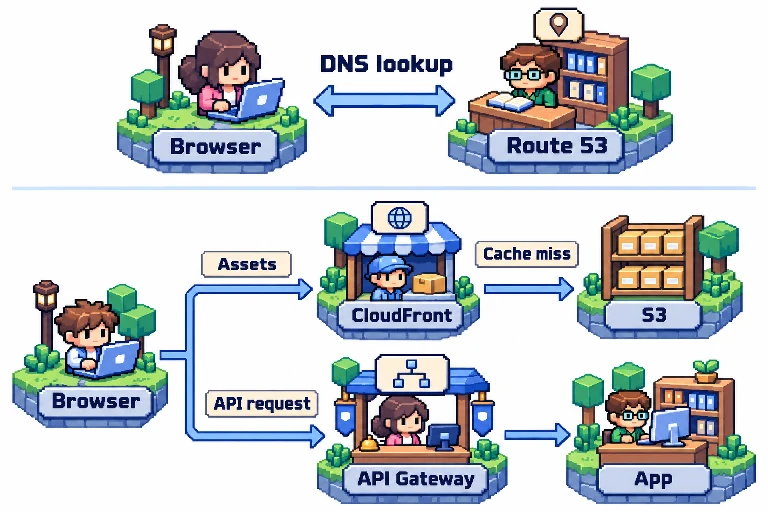 DNS lookup
Browser
Route 53
Assets
Cache miss
CloudFront
S3
Browser
API request
API Gateway
App